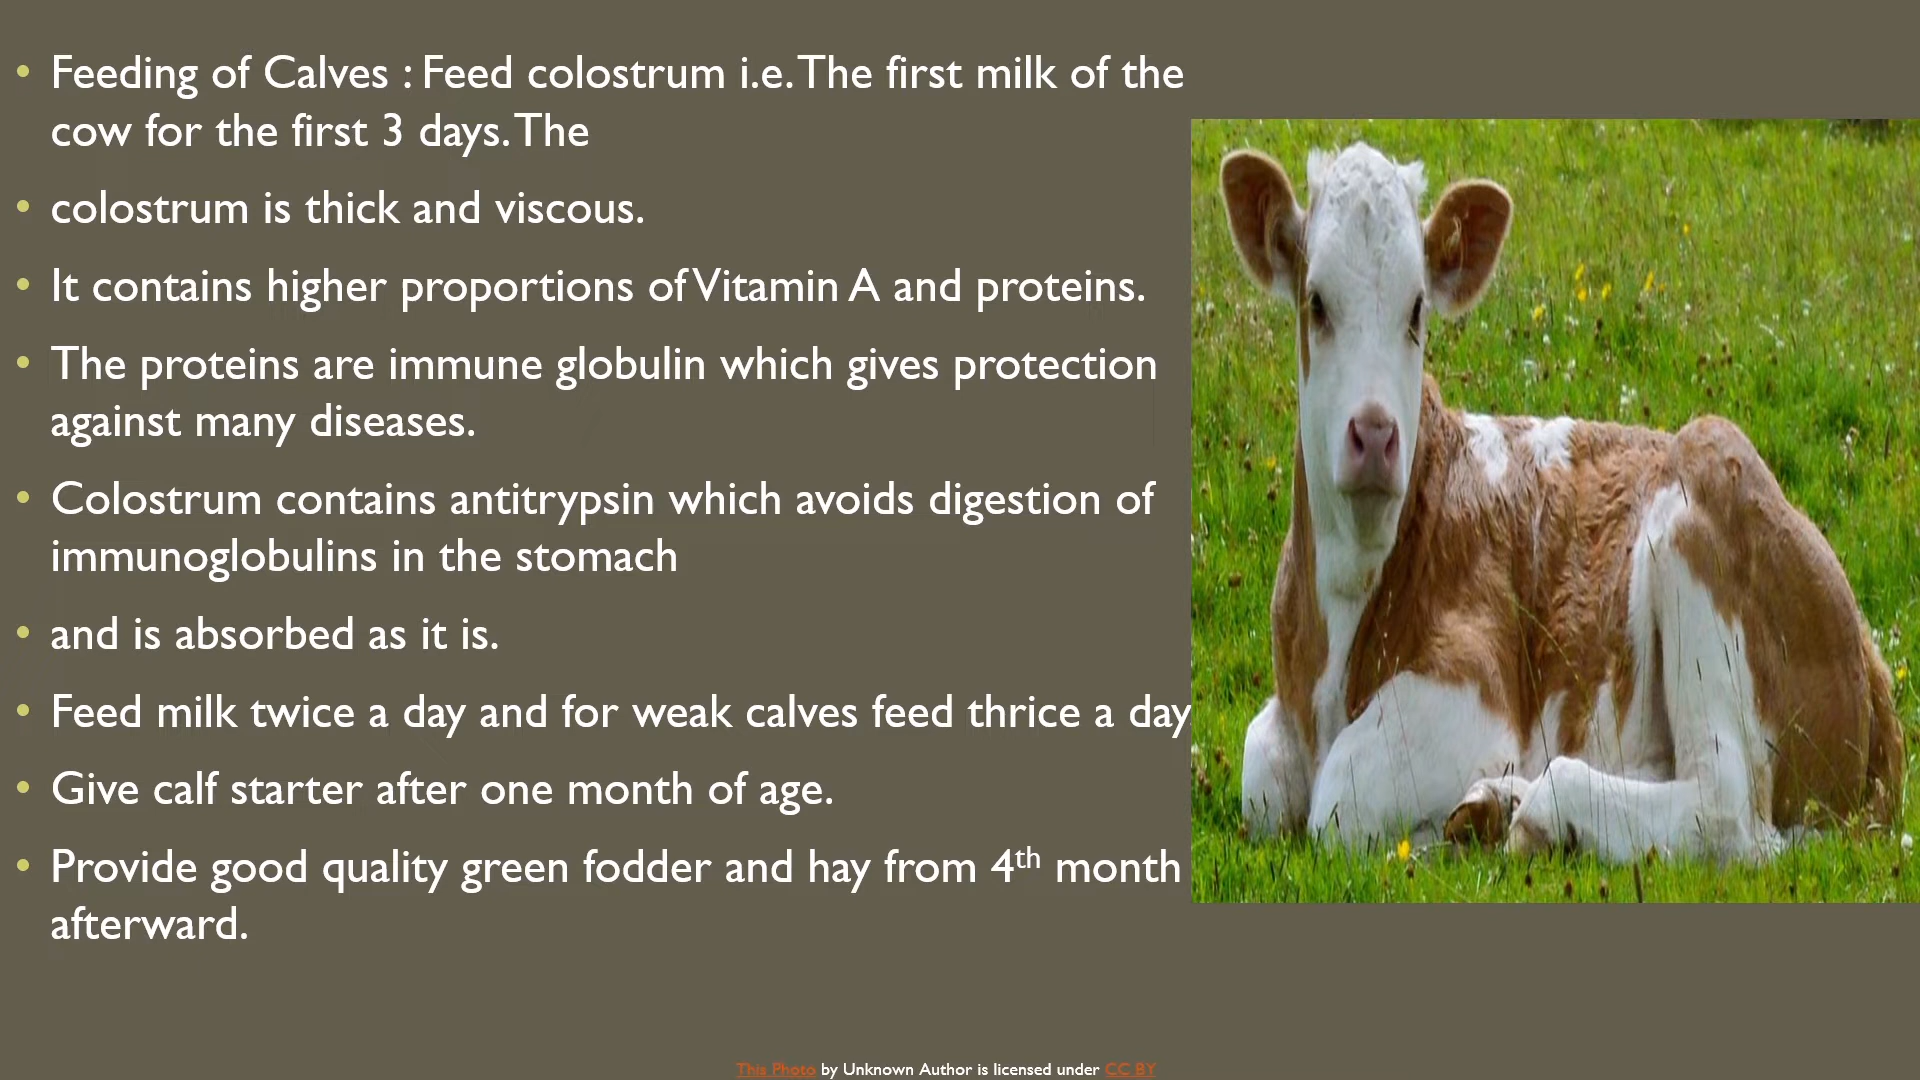 • Feeding of Calves : Feed colostrum i.e. The first milk of the
cow for the first 3 days. The
• colostrum is thick and viscous.
• It contains higher proportions of Vitamin A and proteins.
• The proteins are immune globulin which gives protection
against many diseases.
• Colostrum contains antitrypsin which avoids digestion of
immunoglobulins in the stomach
• and is absorbed as it is.
• Feed milk twice a day and for weak calves feed thrice a day
• Give calf starter after one month of age.
• Provide good quality green fodder and hay from 4th month
afterward.
This Photo by Unknown Author is licensed under CC BY